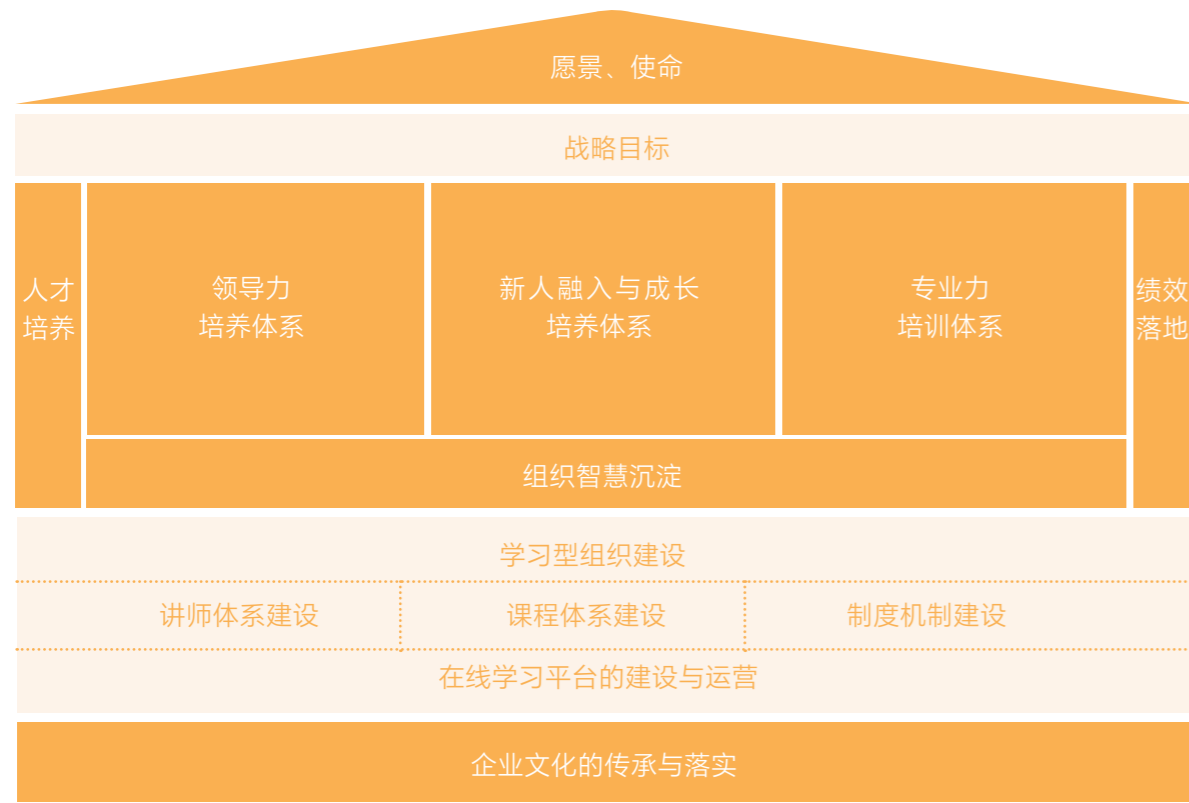 愿景、使命
战略目标
人才
培养
领导力
培养体系
新人融入与成长
培养体系
专业力
培训体系
绩效
落地
组织智慧沉淀
学习型组织建设
讲师体系建设
课程体系建设
制度机制建设
在线学习平台的建设与运营
企业文化的传承与落实